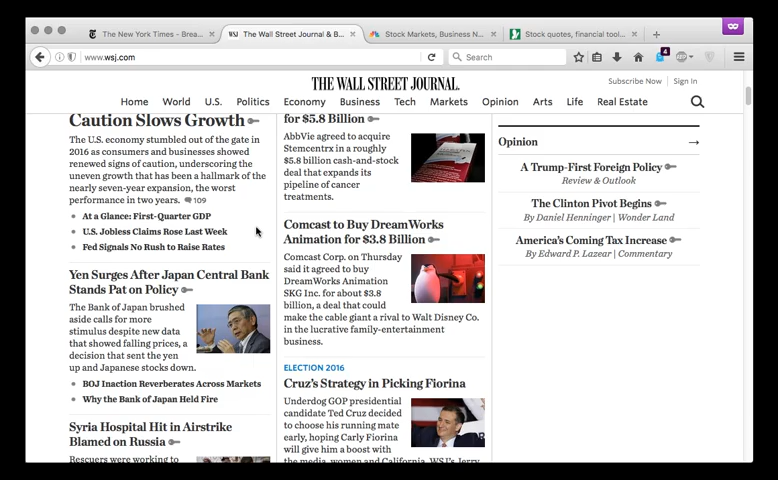 The New York Times - Brea...
The Wall Street Journal & B...
Stock Markets, Business N...
Stock quotes, financial tool...
www.wsj.com
Search
4
THE WALL STREET JOURNAL.
Subscribe Now
Sign In
Home
World
U.S.
Politics
Economy
Business
Tech
Markets
Opinion
Arts
Life
Real Estate
Caution Slows Growth
The U.S. economy stumbled out of the gate in
2016 as consumers and businesses showed
renewed signs of caution, underscoring the
uneven growth that has been a hallmark of the
nearly seven-year expansion, the worst
performance in two years.
109
At a Glance: First-Quarter GDP
U.S. Jobless Claims Rose Last Week
Fed Signals No Rush to Raise Rates
Yen Surges After Japan Central Bank
Stands Pat on Policy
The Bank of Japan brushed
aside calls for more
stimulus despite new data
that showed falling prices, a
decision that sent the yen
up and Japanese stocks down.
BOJ Inaction Reverberates Across Markets
Why the Bank of Japan Held Fire
Syria Hospital Hit in Airstrike
Blamed on Russia
Rescuers were working to
for $5.8 Billion
AbbVie agreed to acquire
Stemcentrx in a roughly
$5.8 billion cash-and-stock
deal that expands its
pipeline of cancer
treatments.
Comcast to Buy DreamWorks
Animation for $3.8 Billion
Comcast Corp. on Thursday
said it agreed to buy
DreamWorks Animation
SKG Inc. for about $3.8
billion, a deal that could
make the cable giant a rival to Walt Disney Co.
in the lucrative family-entertainment
business.
ELECTION 2016
Cruz's Strategy in Picking Fiorina
Underdog GOP presidential
candidate Ted Cruz decided
to choose his running mate
early, hoping Carly Fiorina
will give him a boost with
the media, women and California. WSJ's Jerry
Opinion
A Trump-First Foreign Policy
Review & Outlook
The Clinton Pivot Begins
By Daniel Henninger | Wonder Land
America's Coming Tax Increase
By Edward P. Lazear | Commentary